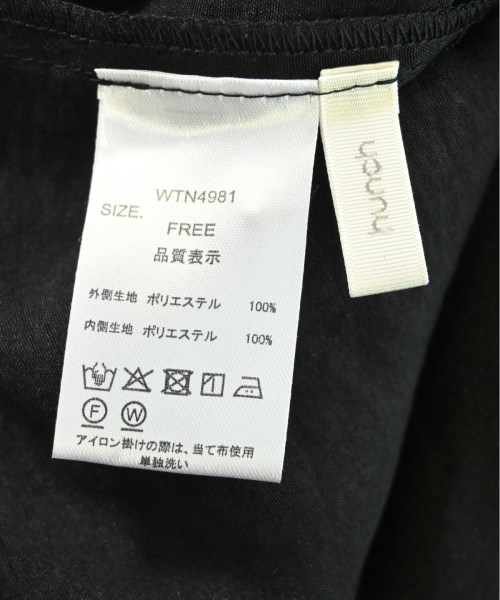 WTN4981
SIZE. FREE
品質表示
外側生地 ポリエステル 100%
内側生地 ポリエステル 100%
F W
アイロン掛けの際は、当て布使用
単独洗い
hunch